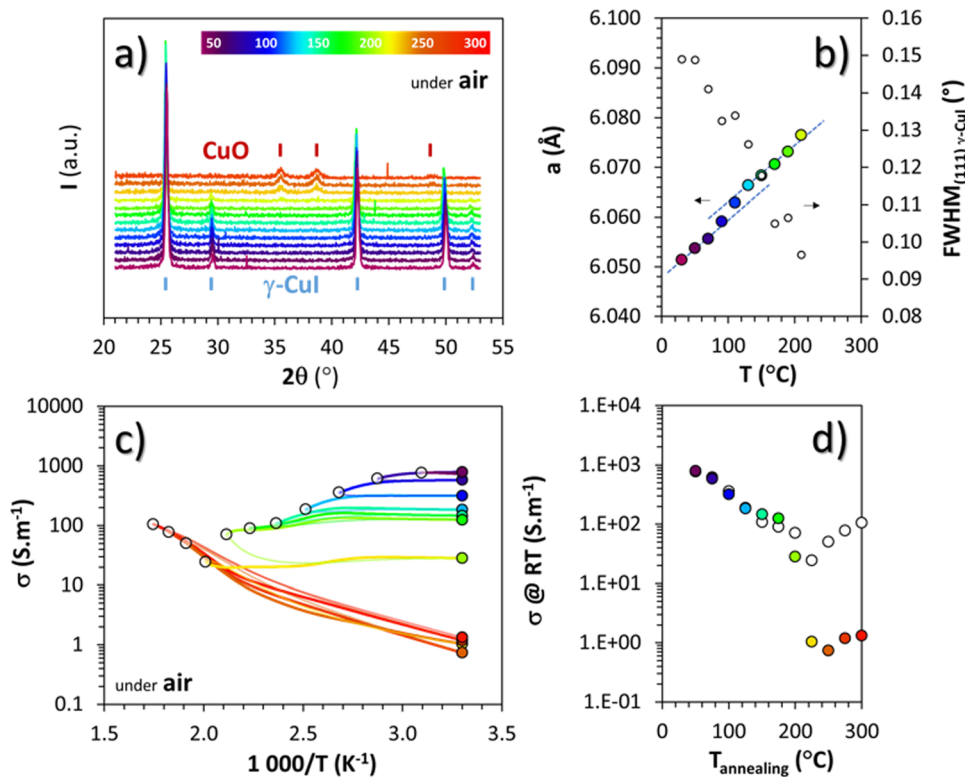 a)
50 100 150 200 250 300
under air
CuO
γ-CuI
I (a.u.)
20 25 30 35 40 45 50 55
2θ (°)
b)
6.100
6.090
6.080
6.070
6.060
6.050
6.040
a (Å)
0.16
0.15
0.14
0.13
0.12
0.11
0.10
0.09
0.08
FWHM(111) γ-CuI (°)
0 100 200 300
T (°C)
c)
10000
1000
100
10
1
0.1
σ (S.m-1)
under air
1.5 2.0 2.5 3.0 3.5
1 000/T (K-1)
d)
1.E+04
1.E+03
1.E+02
1.E+01
1.E+00
1.E-01
σ @ RT (S.m-1)
0 100 200 300
Tannealing (°C)